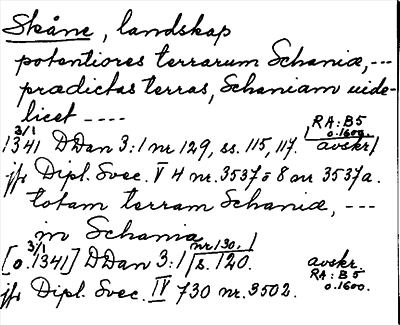 Skåne, landskap
potentiores terrarum Schaniæ, ---
prædictas terras, Schaniam vide-
licet ----
3/1 1341 DDan 3:1 nr 129, ss. 115, 117. RA: B5 o. 1600. avskr.
jfr Dipl. Svec. V 4 nr. 3537 o 8 or 3537a.
totam terram Schaniæ, ---
in Schania
[o. 3/1 1341] DDan 3:1 nr 130, s. 120. avskr. RA: B5 o. 1600.
jfr Dipl. Svec. IV 730 nr. 3502.